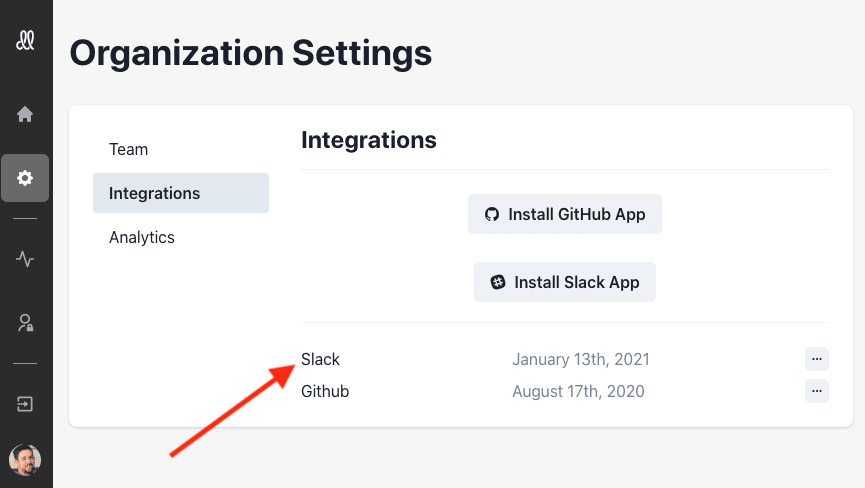 Organization Settings
Team
Integrations
Analytics
Integrations
Install GitHub App
Install Slack App
Slack January 13th, 2021
Github August 17th, 2020